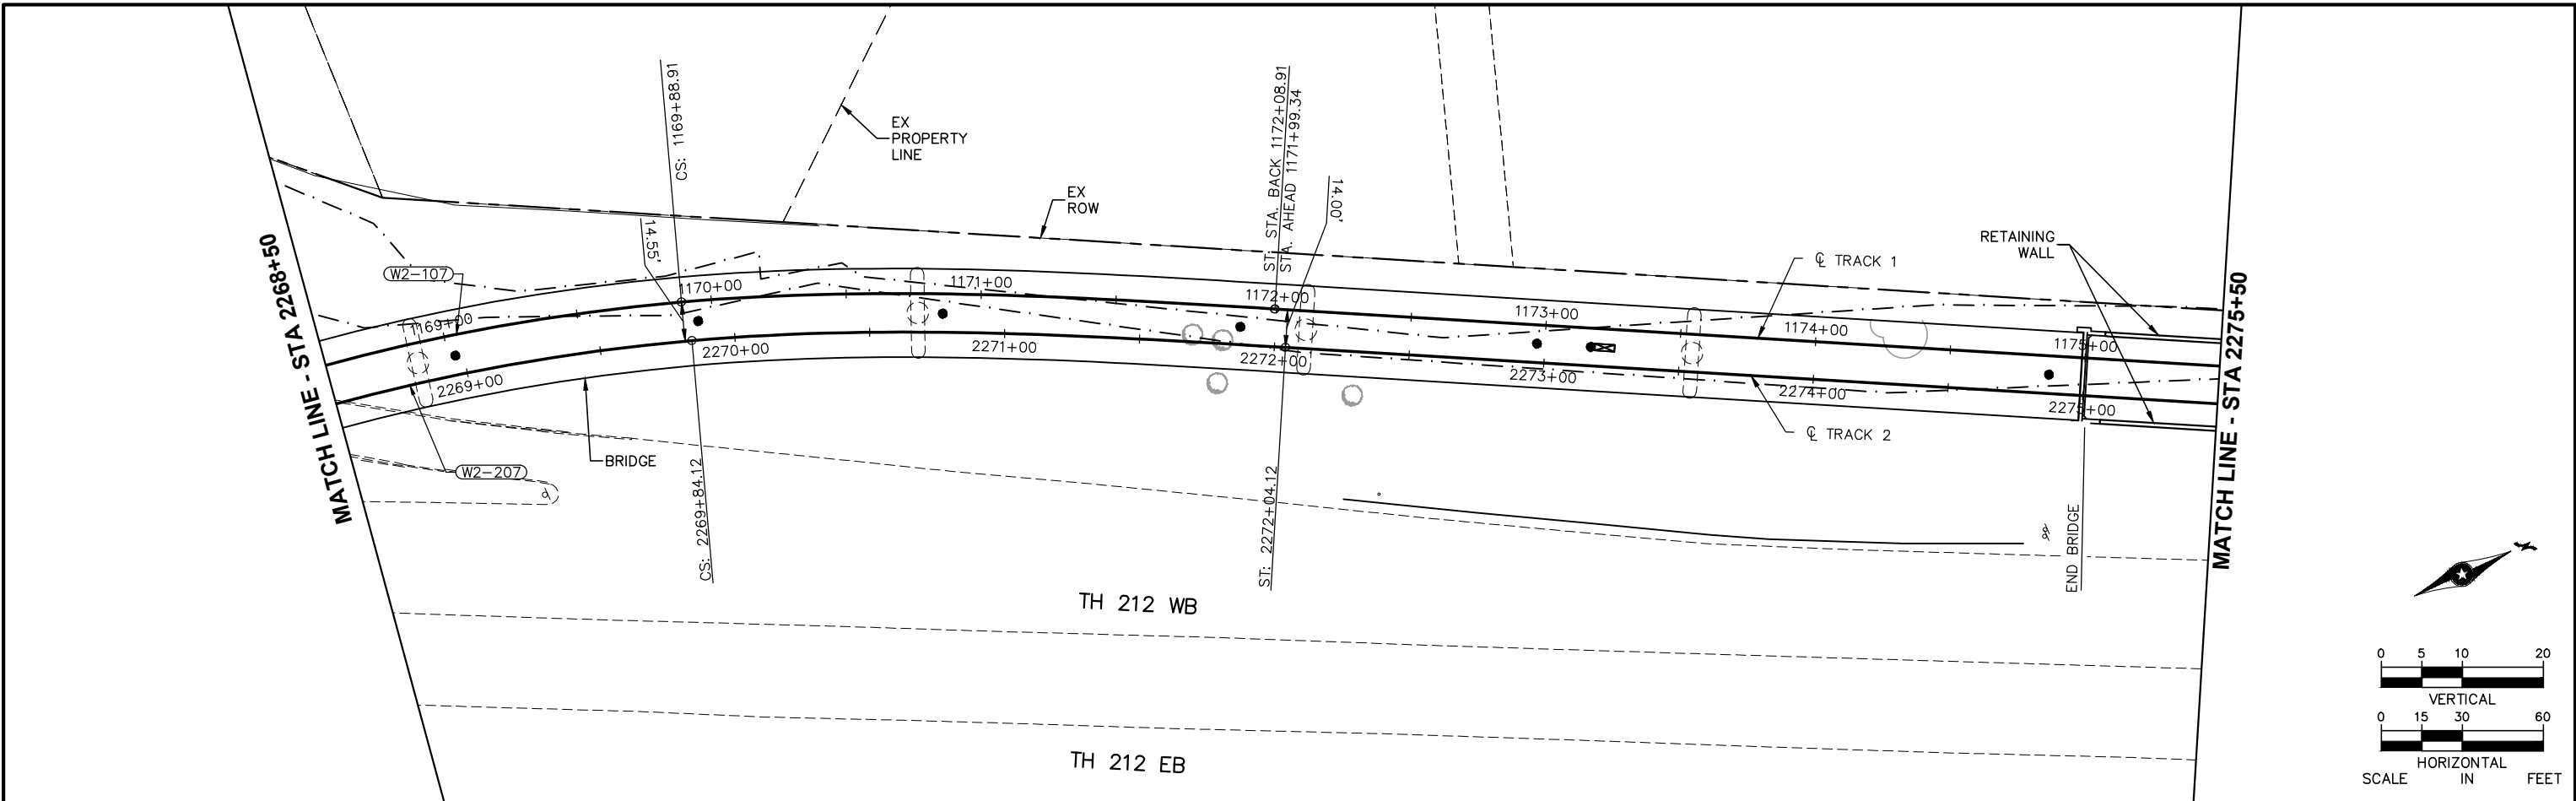 MATCH LINE - STA 2268+50
CS: 1169+88.91
EX
PROPERTY
LINE
EX
ROW
ST: STA. BACK 1172+08.91
STA. AHEAD 1171+99.34
14.00'
14.55'
W2-107
1169+00
1170+00
1171+00
1172+00
1173+00
1174+00
1175+00
℄ TRACK 1
RETAINING
WALL
MATCH LINE - STA 2275+50
2269+00
2270+00
2271+00
2272+00
2273+00
2274+00
2275+00
℄ TRACK 2
W2-207
BRIDGE
CS: 2269+84.12
ST: 2272+04.12
END BRIDGE
TH 212 WB
TH 212 EB
0 5 10 20
VERTICAL
0 15 30 60
HORIZONTAL
SCALE IN FEET